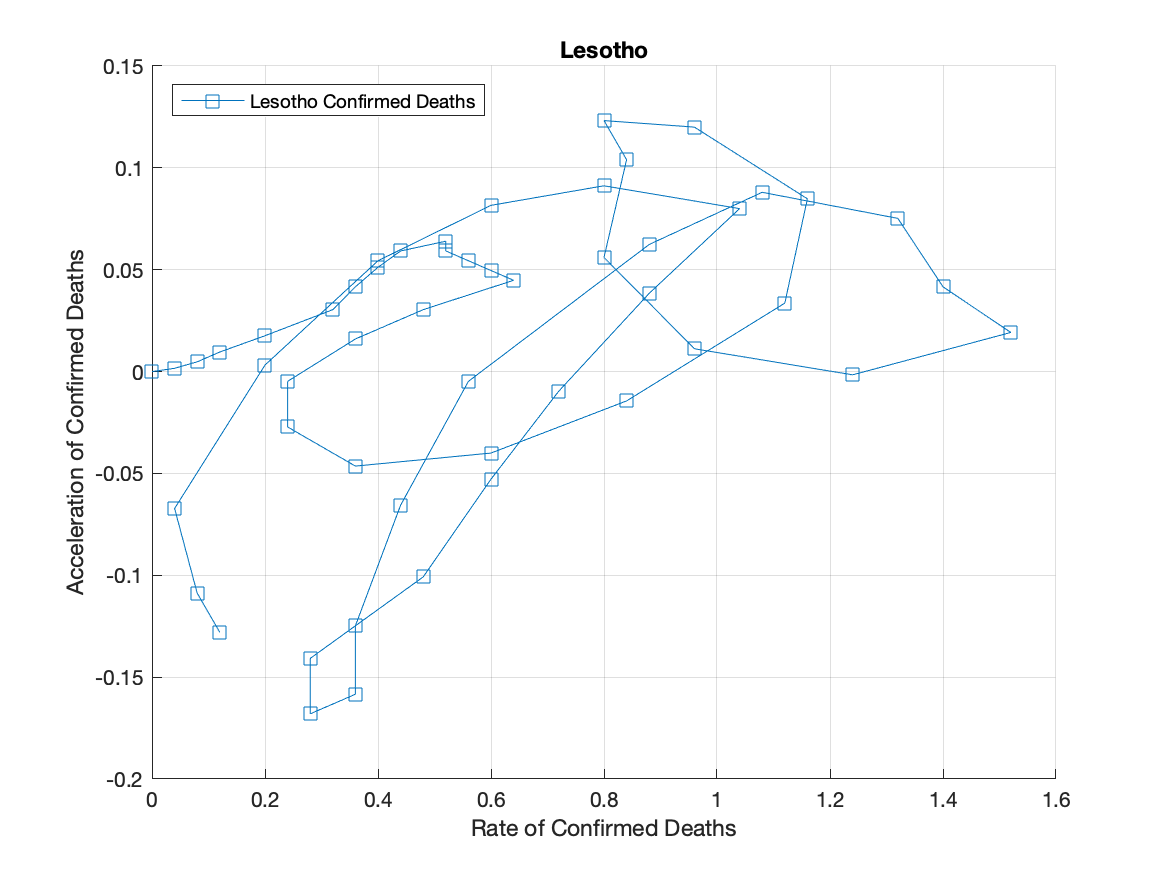 Lesotho
Lesotho Confirmed Deaths
Acceleration of Confirmed Deaths
0.15
0.1
0.05
0
-0.05
-0.1
-0.15
-0.2
0 0.2 0.4 0.6 0.8 1 1.2 1.4 1.6
Rate of Confirmed Deaths